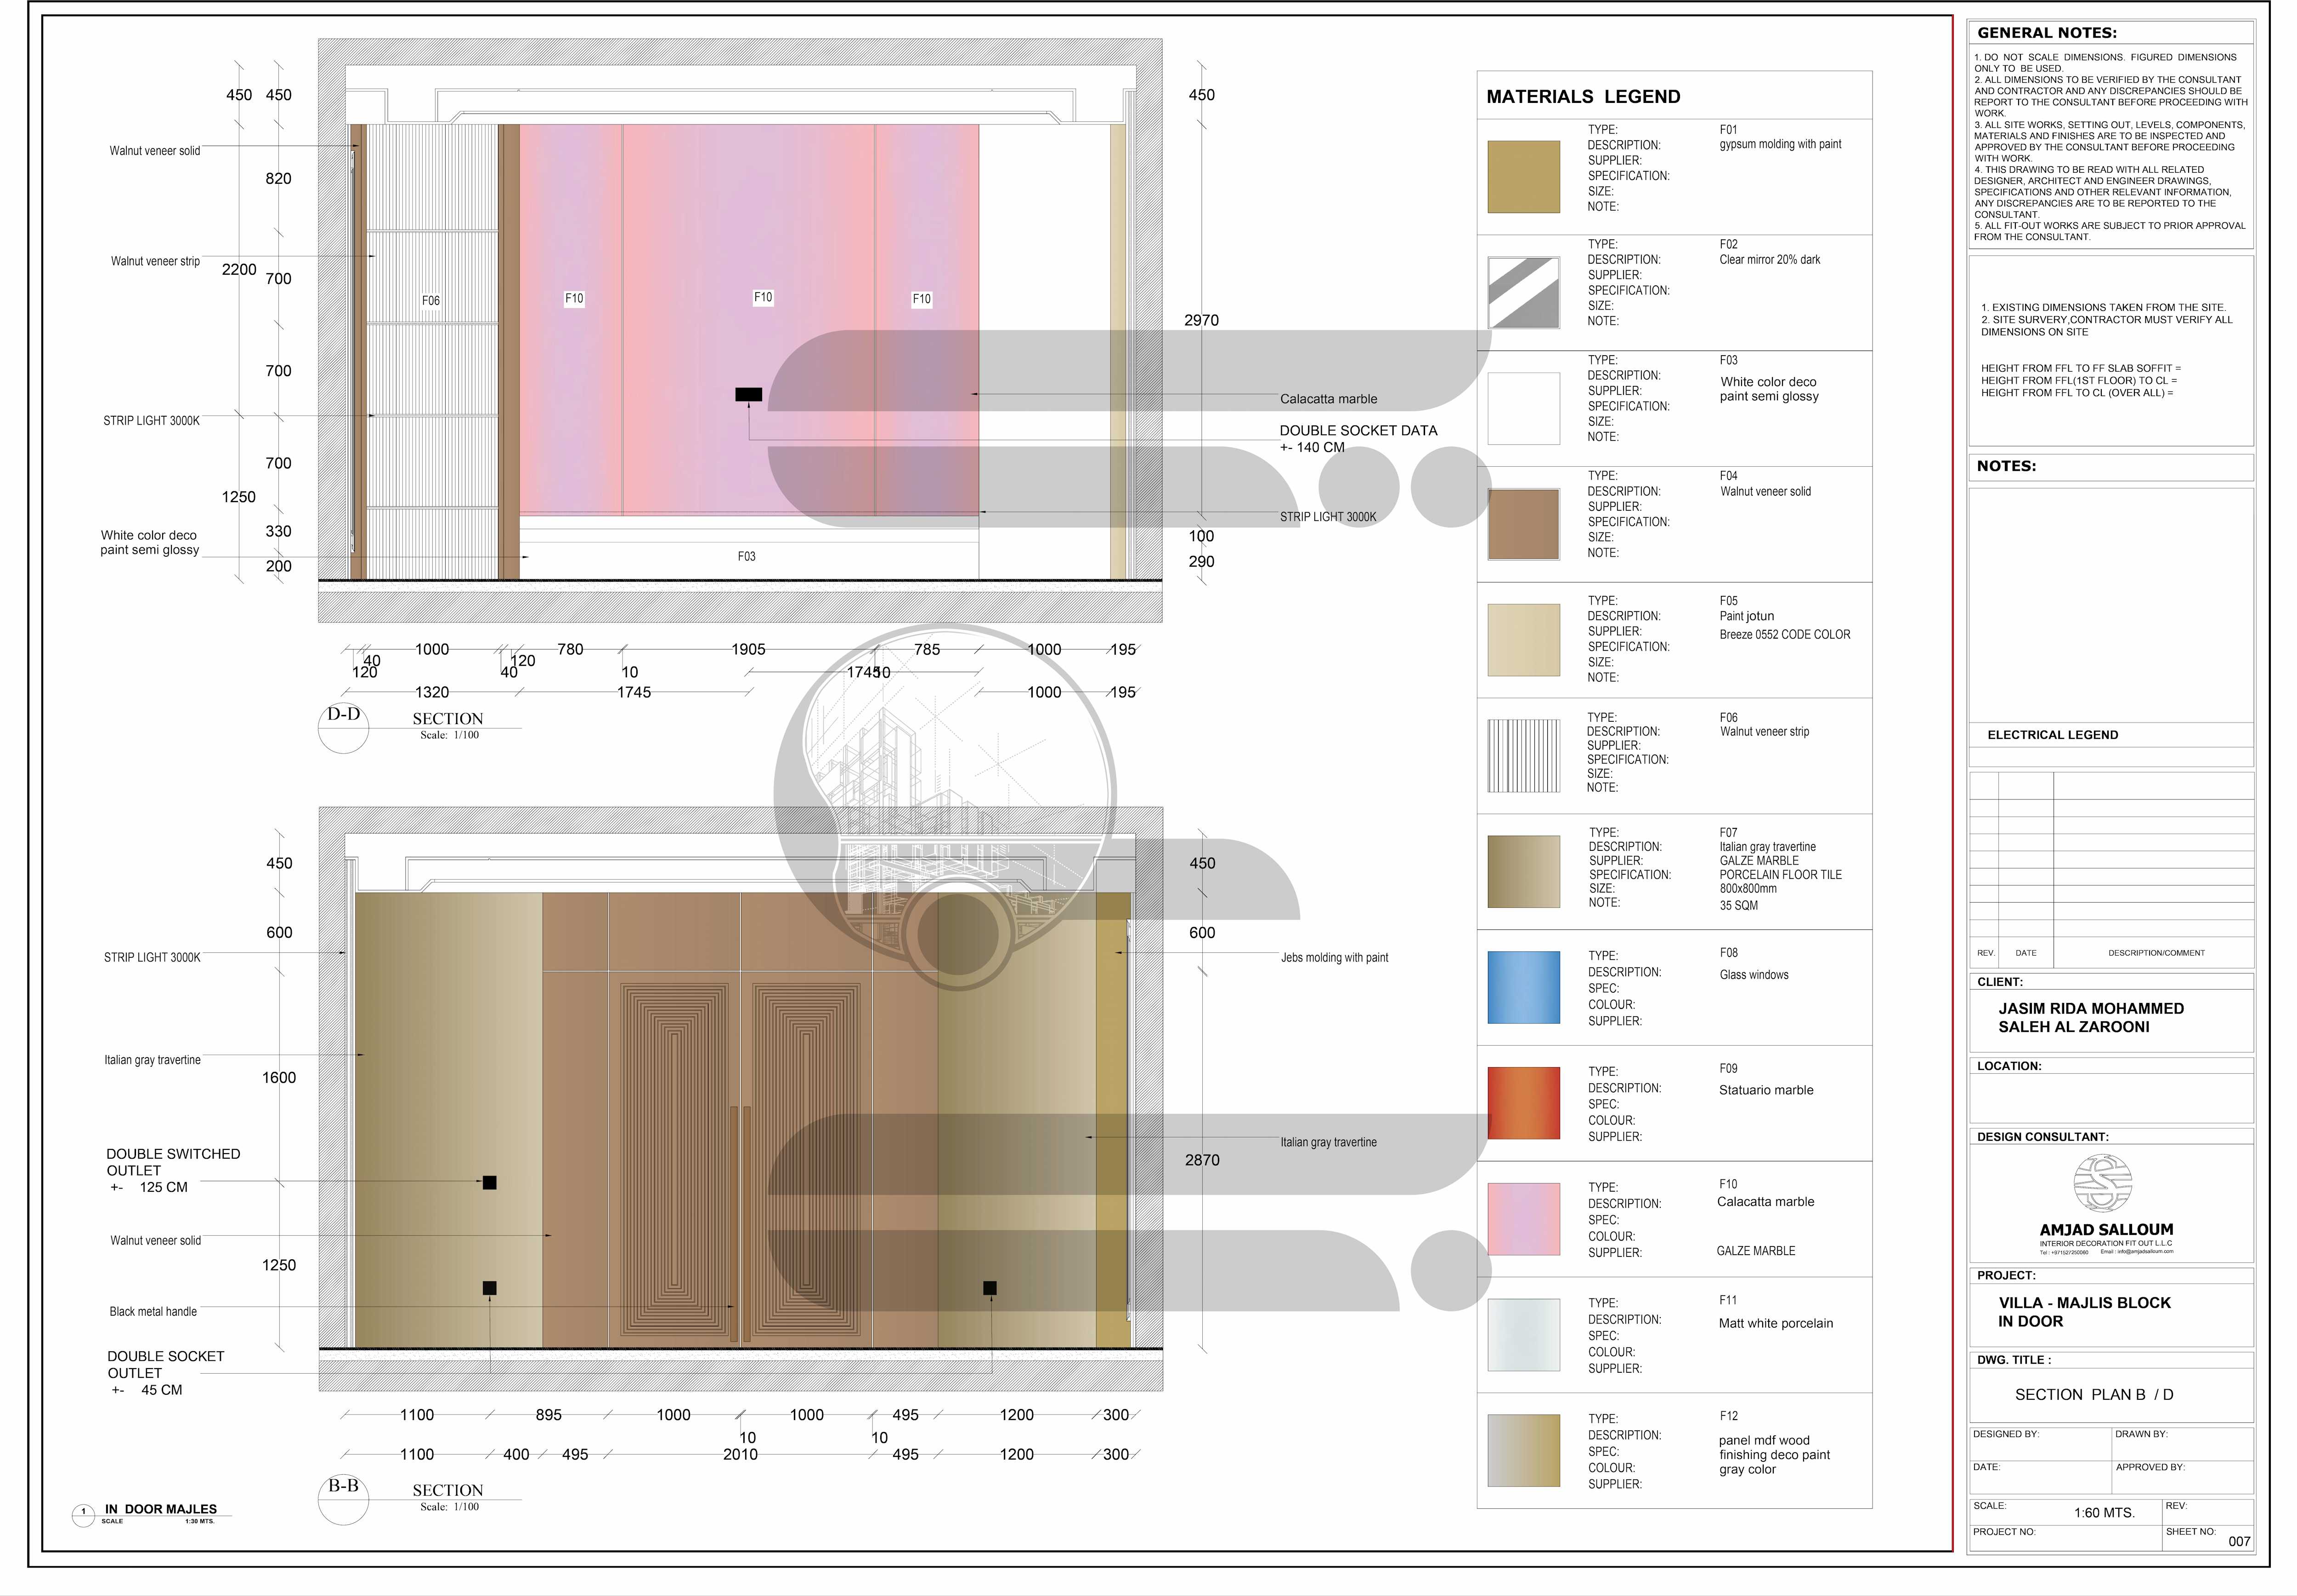 450
450
450
Walnut veneer solid
820
Walnut veneer strip
2200
700
F06
F10
F10
F10
2970
700
Calacatta marble
STRIP LIGHT 3000K
DOUBLE SOCKET DATA
+- 140 CM
700
1250
STRIP LIGHT 3000K
330
100
White color deco
paint semi glossy
F03
200
290
1000
780
1905
785
1000
195
40
120
120
40
10
1745
10
1320
1745
1000
195
D-D
SECTION
Scale: 1/100
450
450
600
600
STRIP LIGHT 3000K
Jebs molding with paint
Italian gray travertine
1600
Italian gray travertine
DOUBLE SWITCHED
OUTLET
+- 125 CM
2870
Walnut veneer solid
1250
Black metal handle
DOUBLE SOCKET
OUTLET
+- 45 CM
1100
895
1000
1000
495
1200
300
10
10
1100
400
495
2010
495
1200
300
B-B
SECTION
Scale: 1/100
1
IN DOOR MAJLES
SCALE 1:30 MTS.
MATERIALS LEGEND
TYPE: F01
DESCRIPTION: gypsum molding with paint
SUPPLIER:
SPECIFICATION:
SIZE:
NOTE:
TYPE: F02
DESCRIPTION: Clear mirror 20% dark
SUPPLIER:
SPECIFICATION:
SIZE:
NOTE:
TYPE: F03
DESCRIPTION: White color deco
SUPPLIER: paint semi glossy
SPECIFICATION:
SIZE:
NOTE:
TYPE: F04
DESCRIPTION: Walnut veneer solid
SUPPLIER:
SPECIFICATION:
SIZE:
NOTE:
TYPE: F05
DESCRIPTION: Paint jotun
SUPPLIER: Breeze 0552 CODE COLOR
SPECIFICATION:
SIZE:
NOTE:
TYPE: F06
DESCRIPTION: Walnut veneer strip
SUPPLIER:
SPECIFICATION:
SIZE:
NOTE:
TYPE: F07
DESCRIPTION: Italian gray travertine
SUPPLIER: GALZE MARBLE
SPECIFICATION: PORCELAIN FLOOR TILE
SIZE: 800x800mm
NOTE: 35 SQM
TYPE: F08
DESCRIPTION: Glass windows
SPEC:
COLOUR:
SUPPLIER:
TYPE: F09
DESCRIPTION: Statuario marble
SPEC:
COLOUR:
SUPPLIER:
TYPE: F10
DESCRIPTION: Calacatta marble
SPEC:
COLOUR:
SUPPLIER: GALZE MARBLE
TYPE: F11
DESCRIPTION: Matt white porcelain
SPEC:
COLOUR:
SUPPLIER:
TYPE: F12
DESCRIPTION: panel mdf wood
SPEC: finishing deco paint
COLOUR: gray color
SUPPLIER:
GENERAL NOTES:
1. DO NOT SCALE DIMENSIONS. FIGURED DIMENSIONS
ONLY TO BE USED.
2. ALL DIMENSIONS TO BE VERIFIED BY THE CONSULTANT
AND CONTRACTOR AND ANY DISCREPANCIES SHOULD BE
REPORT TO THE CONSULTANT BEFORE PROCEEDING WITH
WORK.
3. ALL SITE WORKS, SETTING OUT, LEVELS, COMPONENTS,
MATERIALS AND FINISHES ARE TO BE INSPECTED AND
APPROVED BY THE CONSULTANT BEFORE PROCEEDING
WITH WORK.
4. THIS DRAWING TO BE READ WITH ALL RELATED
DESIGNER, ARCHITECT AND ENGINEER DRAWINGS,
SPECIFICATIONS AND OTHER RELEVANT INFORMATION,
ANY DISCREPANCIES ARE TO BE REPORTED TO THE
CONSULTANT.
5. ALL FIT-OUT WORKS ARE SUBJECT TO PRIOR APPROVAL
FROM THE CONSULTANT.
1. EXISTING DIMENSIONS TAKEN FROM THE SITE.
2. SITE SURVERY,CONTRACTOR MUST VERIFY ALL
DIMENSIONS ON SITE
HEIGHT FROM FFL TO FF SLAB SOFFIT =
HEIGHT FROM FFL(1ST FLOOR) TO CL =
HEIGHT FROM FFL TO CL (OVER ALL) =
NOTES:
ELECTRICAL LEGEND
REV. DATE DESCRIPTION/COMMENT
CLIENT:
JASIM RIDA MOHAMMED
SALEH AL ZAROONI
LOCATION:
DESIGN CONSULTANT:
AMJAD SALLOUM
INTERIOR DECORATION FIT OUT L.L.C
Tel : +971527250080 Email : info@amjadsalloum.com
PROJECT:
VILLA - MAJLIS BLOCK
IN DOOR
DWG. TITLE :
SECTION PLAN B / D
DESIGNED BY: DRAWN BY:
DATE: APPROVED BY:
SCALE: 1:60 MTS. REV:
PROJECT NO: SHEET NO: 007